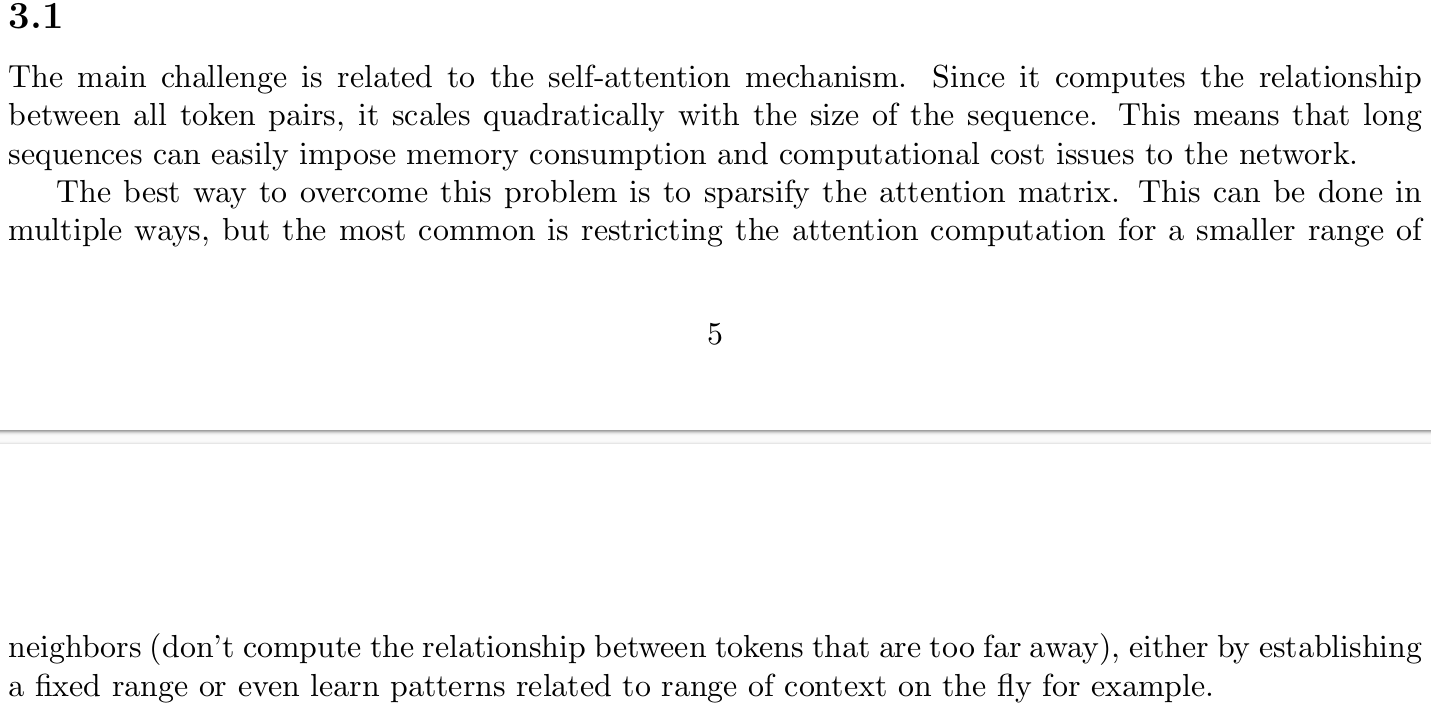 3.1
The main challenge is related to the self-attention mechanism. Since it computes the relationship
between all token pairs, it scales quadratically with the size of the sequence. This means that long
sequences can easily impose memory consumption and computational cost issues to the network.
The best way to overcome this problem is to sparsify the attention matrix. This can be done in
multiple ways, but the most common is restricting the attention computation for a smaller range of
5
neighbors (don't compute the relationship between tokens that are too far away), either by establishing
a fixed range or even learn patterns related to range of context on the fly for example.